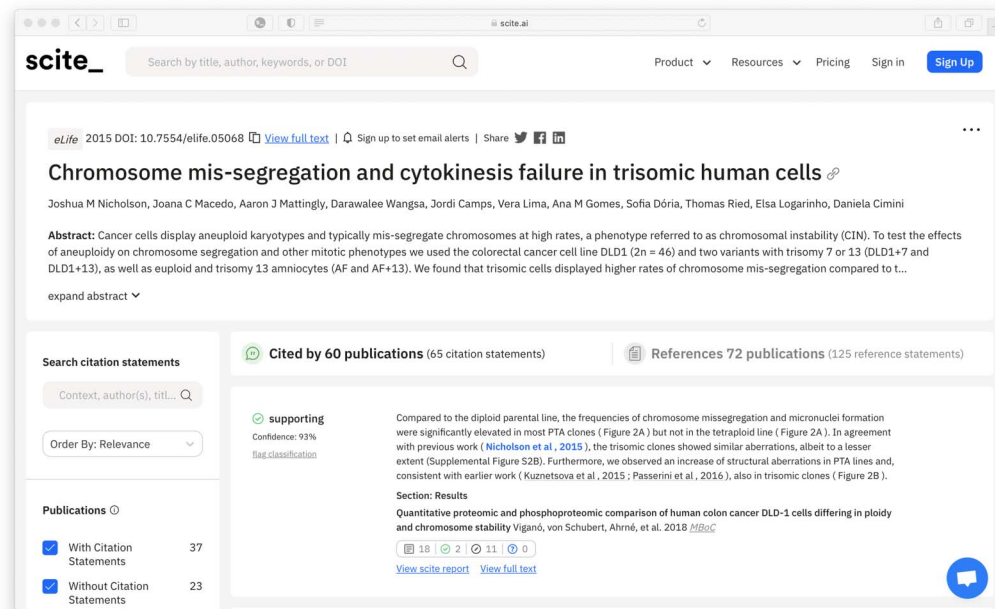 scite.ai
scite_
Search by title, author, keywords, or DOI
Product
Resources
Pricing
Sign in
Sign Up
eLife 2015 DOI: 10.7554/elife.05068 View full text | Sign up to set email alerts | Share
Chromosome mis-segregation and cytokinesis failure in trisomic human cells
Joshua M Nicholson, Joana C Macedo, Aaron J Mattingly, Darawalee Wangsa, Jordi Camps, Vera Lima, Ana M Gomes, Sofia Dória, Thomas Ried, Elsa Logarinho, Daniela Cimini
Abstract: Cancer cells display aneuploid karyotypes and typically mis-segregate chromosomes at high rates, a phenotype referred to as chromosomal instability (CIN). To test the effects
of aneuploidy on chromosome segregation and other mitotic phenotypes we used the colorectal cancer cell line DLD1 (2n = 46) and two variants with trisomy 7 or 13 (DLD1+7 and
DLD1+13), as well as euploid and trisomy 13 amniocytes (AF and AF+13). We found that trisomic cells displayed higher rates of chromosome mis-segregation compared to t...
expand abstract
Search citation statements
Context, author(s), titl...
Order By: Relevance
Publications
With Citation
Statements
37
Without Citation
Statements
23
Cited by 60 publications (65 citation statements)
References 72 publications (125 reference statements)
supporting
Confidence: 93%
flag classification
Compared to the diploid parental line, the frequencies of chromosome missegregation and micronuclei formation
were significantly elevated in most PTA clones ( Figure 2A ) but not in the tetraploid line ( Figure 2A ). In agreement
with previous work ( Nicholson et al , 2015 ), the trisomic clones showed similar aberrations, albeit to a lesser
extent (Supplemental Figure S2B). Furthermore, we observed an increase of structural aberrations in PTA lines and,
consistent with earlier work ( Kuznetsova et al , 2015 ; Passerini et al , 2016 ), also in trisomic clones ( Figure 2B ).
Section: Results
Quantitative proteomic and phosphoproteomic comparison of human colon cancer DLD-1 cells differing in ploidy
and chromosome stability Viganó, von Schubert, Ahrné, et al. 2018 MBoC
18 | 2 | 11 | 0
View scite report View full text